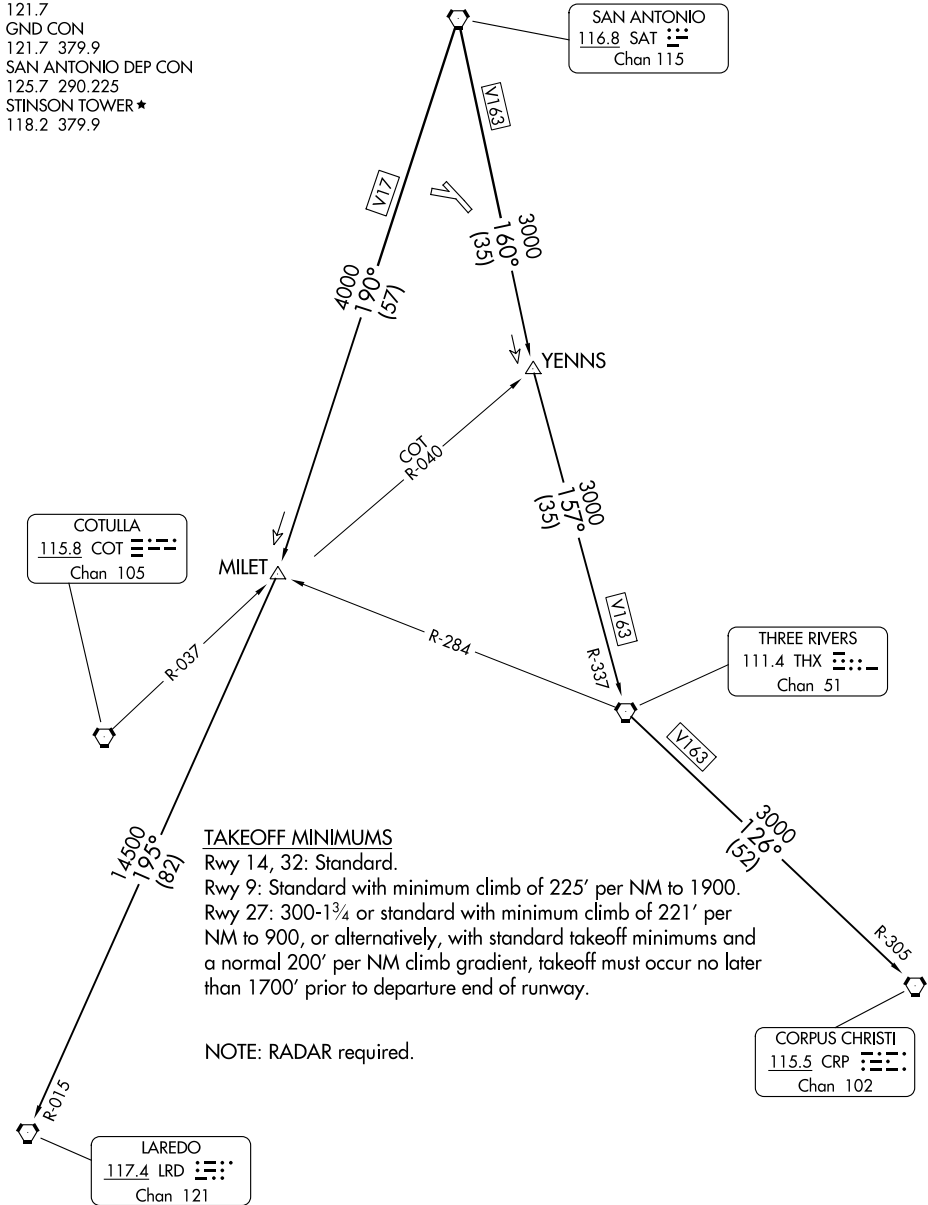 121.7
GND CON
121.7 379.9
SAN ANTONIO DEP CON
125.7 290.225
STINSON TOWER★
118.2 379.9
SAN ANTONIO
116.8 SAT
Chan 115
V163
V17
3000
160°
(35)
4000
190°
(57)
YENNS
COT
R-040
3000
157°
(35)
COTULLA
115.8 COT
Chan 105
MILET
R-037
R-284
V163
R-337
THREE RIVERS
111.4 THX
Chan 51
V163
3000
126°
(52)
14500
195°
(82)
TAKEOFF MINIMUMS
Rwy 14, 32: Standard.
Rwy 9: Standard with minimum climb of 225' per NM to 1900.
Rwy 27: 300-1¾ or standard with minimum climb of 221' per
NM to 900, or alternatively, with standard takeoff minimums and
a normal 200' per NM climb gradient, takeoff must occur no later
than 1700' prior to departure end of runway.
NOTE: RADAR required.
R-305
CORPUS CHRISTI
115.5 CRP
Chan 102
R-015
LAREDO
117.4 LRD
Chan 121